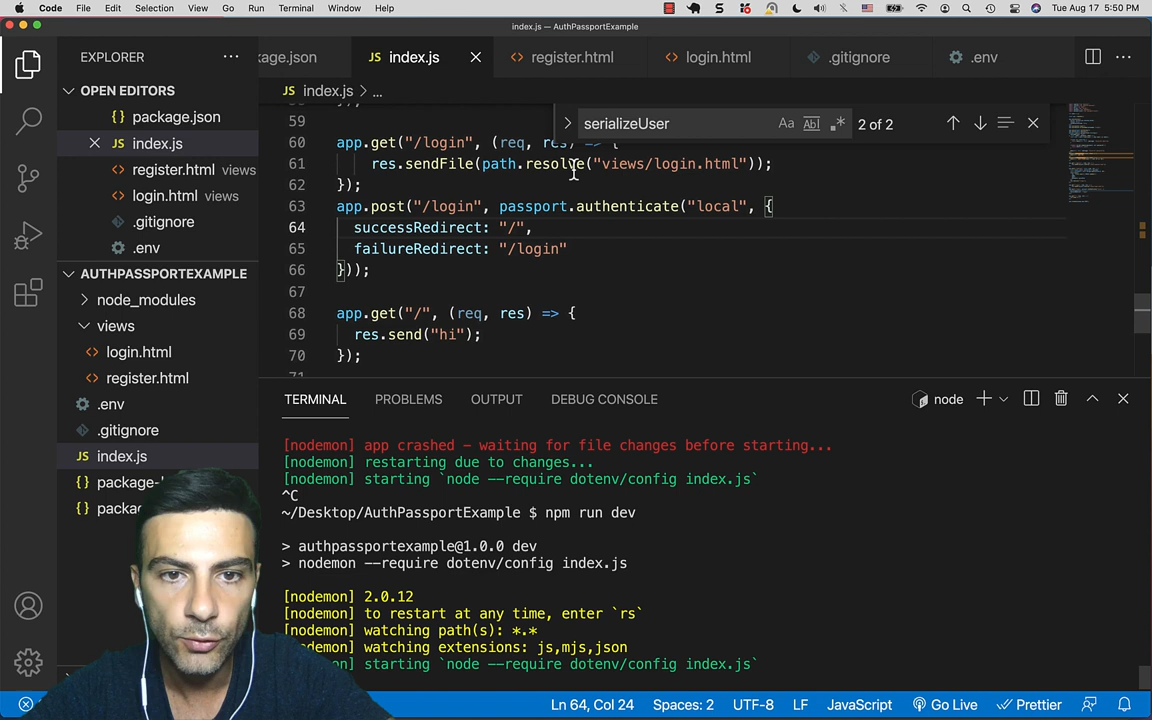 Code File Edit Selection View Go Run Terminal Window Help
Tue Aug 17 5:50 PM
index.js — AuthPassportExample
EXPLORER
kage.json
JS index.js
register.html
login.html
.gitignore
.env
OPEN EDITORS
package.json
JS index.js
register.html views
login.html views
.gitignore
.env
AUTHPASSPORTEXAMPLE
node_modules
views
login.html
register.html
.env
.gitignore
JS index.js
package-
packa
JS index.js > ...
serializeUser
Aa
2 of 2
59
60 app.get("/login", (req, res) => {
61 res.sendFile(path.resolve("views/login.html"));
62 });
63 app.post("/login", passport.authenticate("local", {
64 successRedirect: "/",
65 failureRedirect: "/login"
66 }));
67
68 app.get("/", (req, res) => {
69 res.send("hi");
70 });
71
TERMINAL PROBLEMS OUTPUT DEBUG CONSOLE
node
[nodemon] app crashed - waiting for file changes before starting...
[nodemon] restarting due to changes...
[nodemon] starting `node --require dotenv/config index.js`
^C
~/Desktop/AuthPassportExample $ npm run dev
> authpassportexample@1.0.0 dev
> nodemon --require dotenv/config index.js
[nodemon] 2.0.12
[nodemon] to restart at any time, enter `rs`
[nodemon] watching path(s): *.*
[nodemon] watching extensions: js,mjs,json
[nodemon] starting `node --require dotenv/config index.js`
Ln 64, Col 24 Spaces: 2 UTF-8 LF JavaScript Go Live Prettier